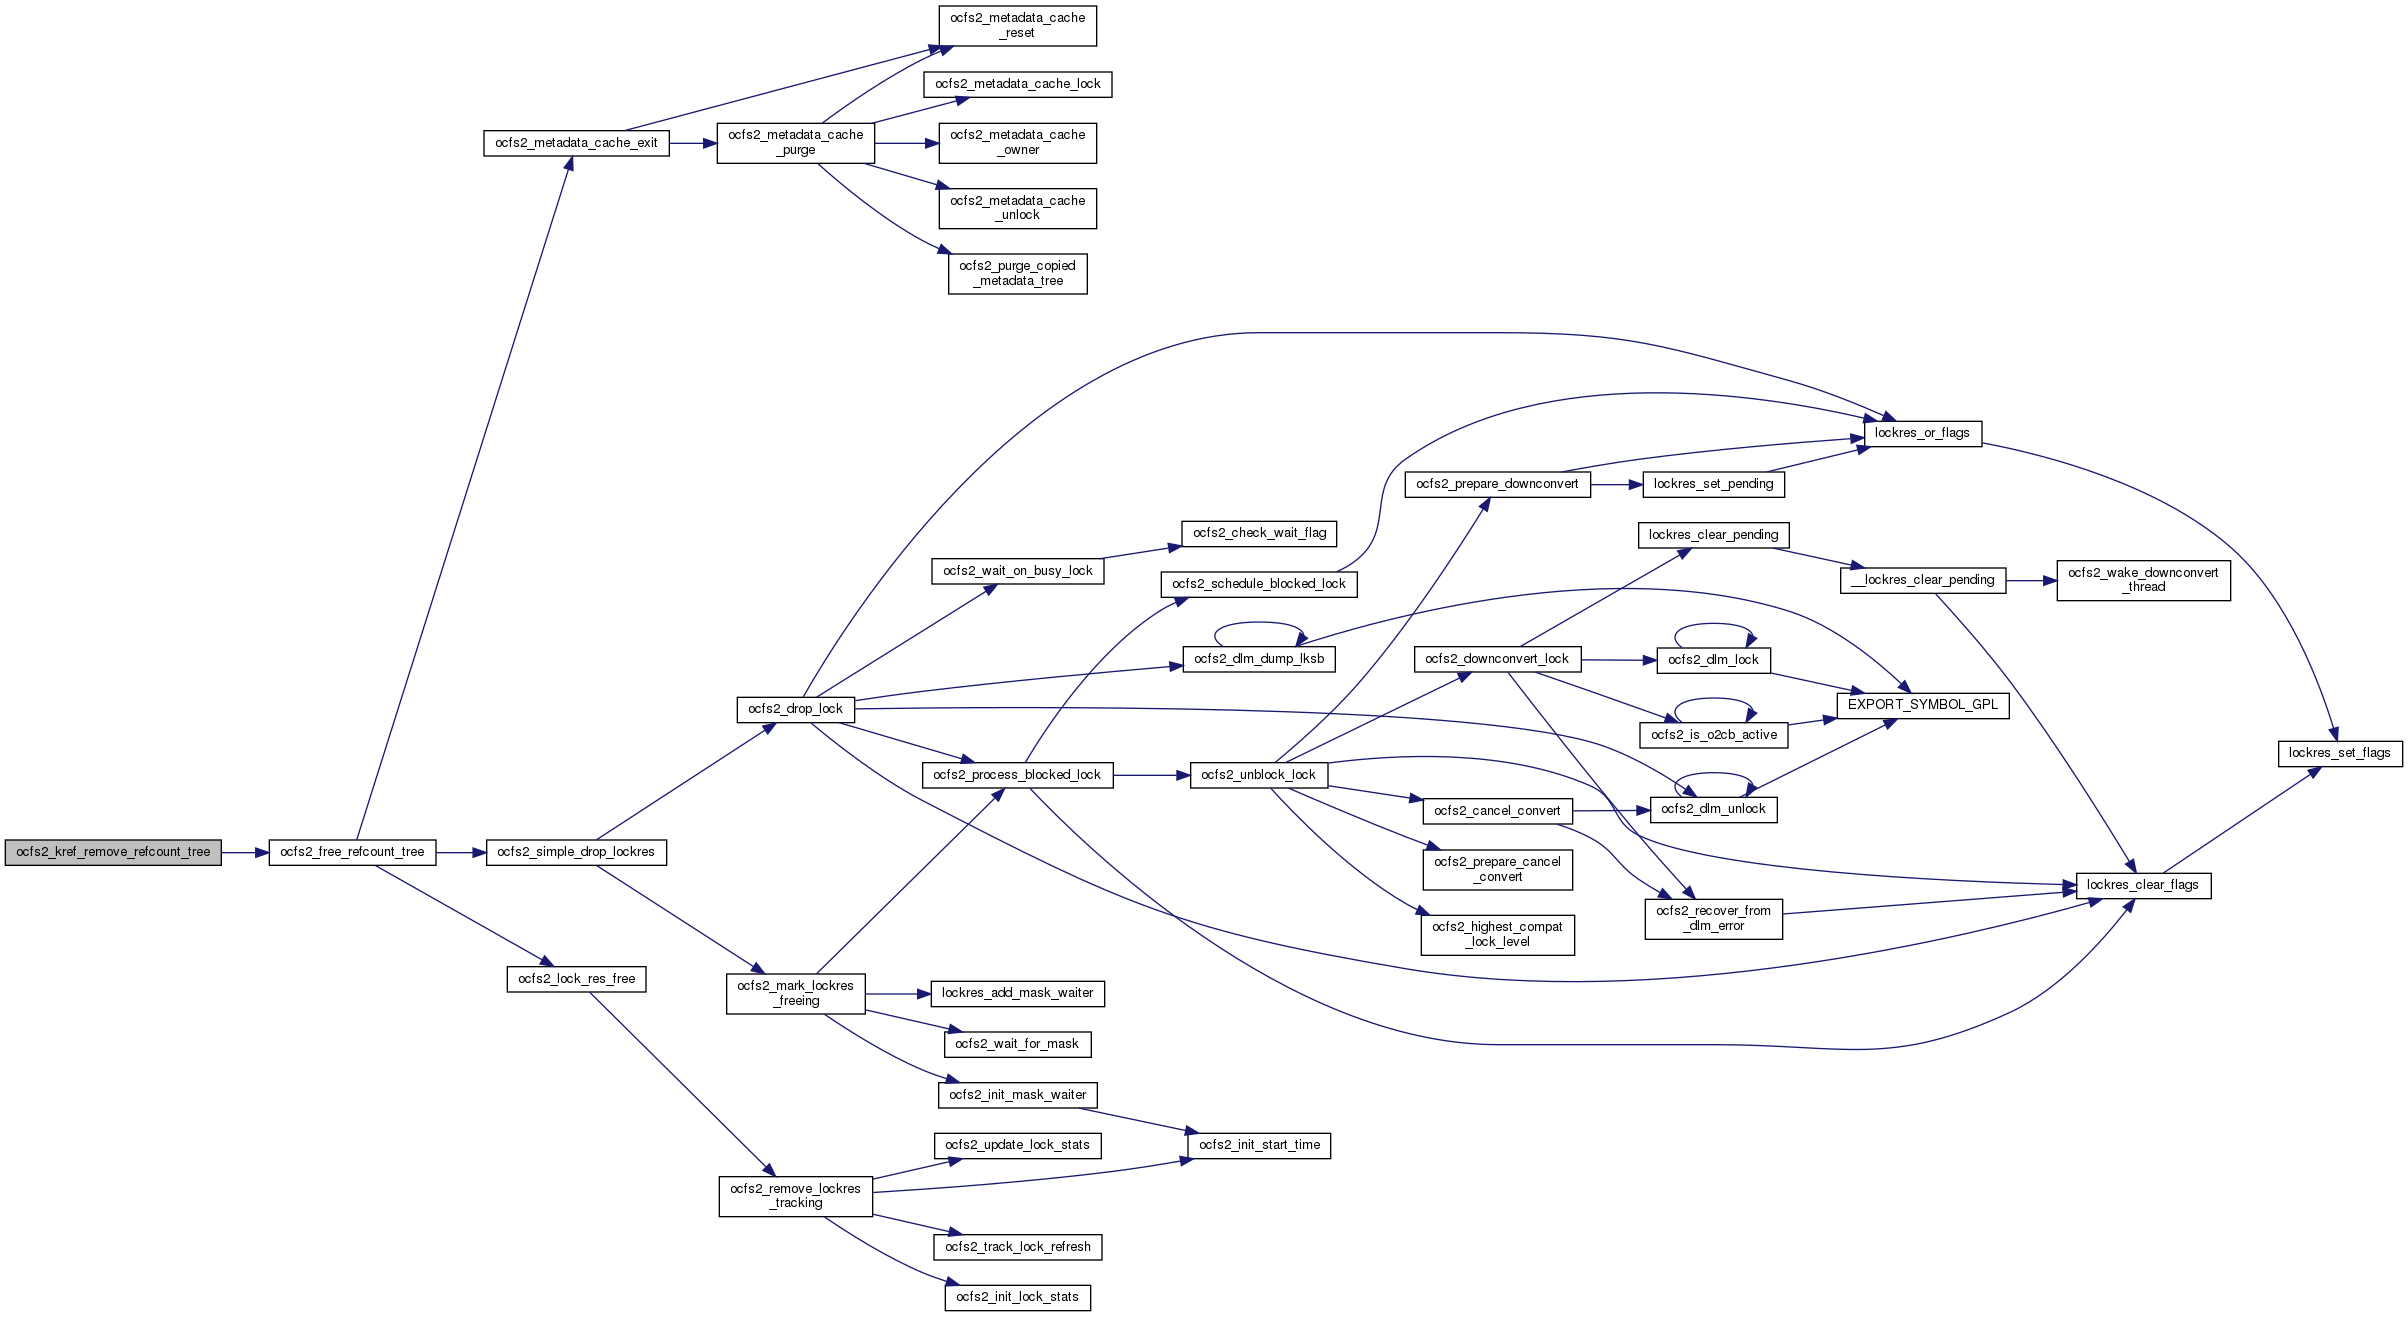 ocfs2_kref_remove_refcount_tree
ocfs2_free_refcount_tree
ocfs2_metadata_cache_exit
ocfs2_simple_drop_lockres
ocfs2_lock_res_free
ocfs2_metadata_cache
_purge
ocfs2_drop_lock
ocfs2_mark_lockres
_freeing
ocfs2_remove_lockres
_tracking
ocfs2_metadata_cache
_reset
ocfs2_metadata_cache_lock
ocfs2_metadata_cache
_owner
ocfs2_metadata_cache
_unlock
ocfs2_purge_copied
_metadata_tree
ocfs2_wait_on_busy_lock
ocfs2_process_blocked_lock
lockres_add_mask_waiter
ocfs2_wait_for_mask
ocfs2_init_mask_waiter
ocfs2_update_lock_stats
ocfs2_track_lock_refresh
ocfs2_init_lock_stats
ocfs2_check_wait_flag
ocfs2_schedule_blocked_lock
ocfs2_dlm_dump_lksb
ocfs2_unblock_lock
ocfs2_init_start_time
ocfs2_prepare_downconvert
ocfs2_downconvert_lock
ocfs2_cancel_convert
ocfs2_prepare_cancel
_convert
ocfs2_highest_compat
_lock_level
lockres_set_pending
lockres_clear_pending
ocfs2_dlm_lock
ocfs2_is_o2cb_active
ocfs2_dlm_unlock
ocfs2_recover_from
_dlm_error
lockres_or_flags
__lockres_clear_pending
EXPORT_SYMBOL_GPL
ocfs2_wake_downconvert
_thread
lockres_clear_flags
lockres_set_flags